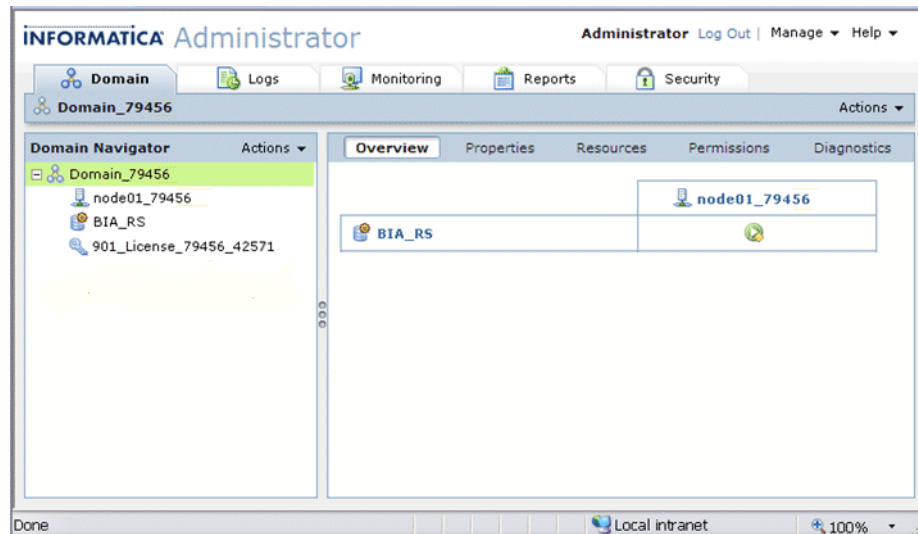 INFORMATICA Administrator Administrator Log Out | Manage Help
Domain Logs Monitoring Reports Security
Domain_79456 Actions
Domain Navigator Actions
Domain_79456
node01_79456
BIA_RS
901_License_79456_42571
Overview Properties Resources Permissions Diagnostics
node01_79456
BIA_RS
Done Local intranet 100%